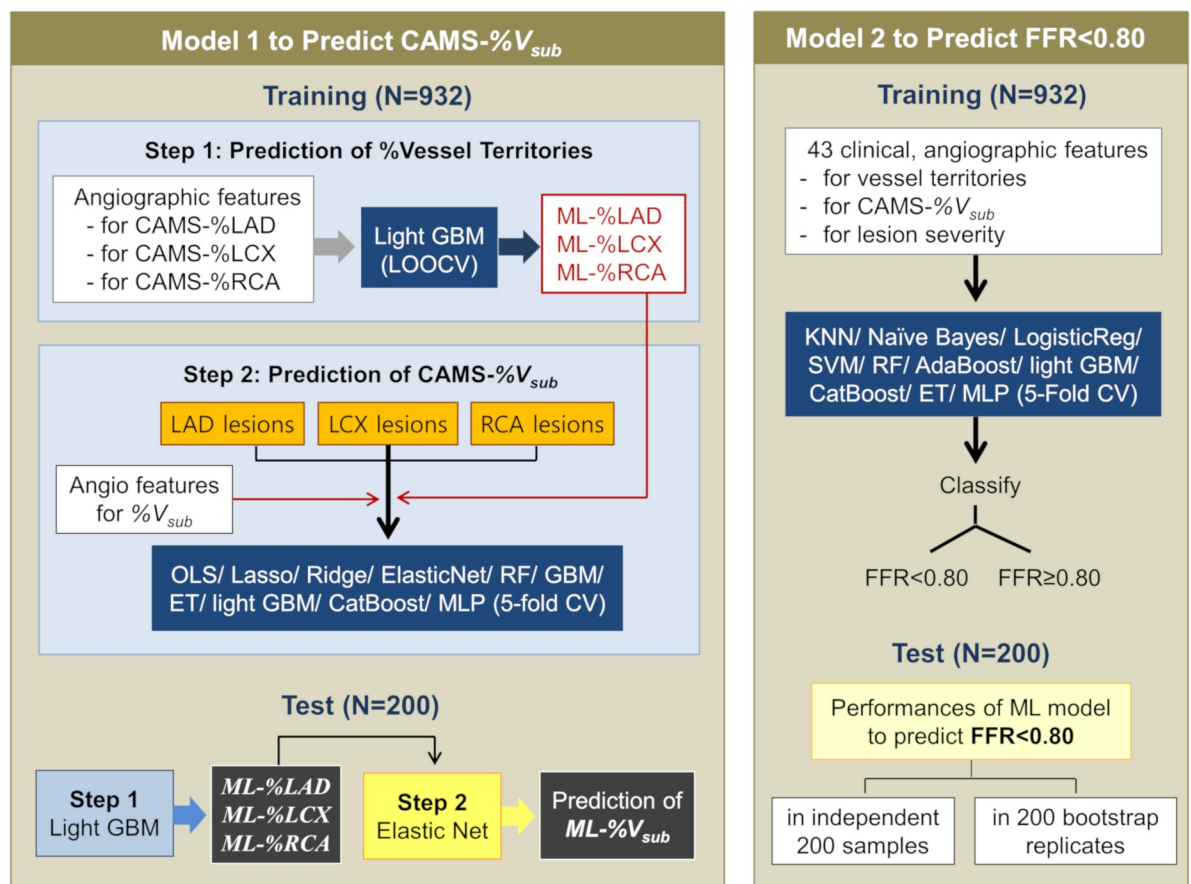 Model 1 to Predict CAMS-%Vsub
Training (N=932)
Step 1: Prediction of %Vessel Territories
Angiographic features
- for CAMS-%LAD
- for CAMS-%LCX
- for CAMS-%RCA
Light GBM
(LOOCV)
ML-%LAD
ML-%LCX
ML-%RCA
Step 2: Prediction of CAMS-%Vsub
LAD lesions
LCX lesions
RCA lesions
Angio features
for %Vsub
OLS/ Lasso/ Ridge/ ElasticNet/ RF/ GBM/
ET/ light GBM/ CatBoost/ MLP (5-fold CV)
Test (N=200)
Step 1
Light GBM
ML-%LAD
ML-%LCX
ML-%RCA
Step 2
Elastic Net
Prediction of
ML-%Vsub
Model 2 to Predict FFR<0.80
Training (N=932)
43 clinical, angiographic features
- for vessel territories
- for CAMS-%Vsub
- for lesion severity
KNN/ Naïve Bayes/ LogisticReg/
SVM/ RF/ AdaBoost/ light GBM/
CatBoost/ ET/ MLP (5-Fold CV)
Classify
FFR<0.80
FFR≥0.80
Test (N=200)
Performances of ML model
to predict FFR<0.80
in independent
200 samples
in 200 bootstrap
replicates